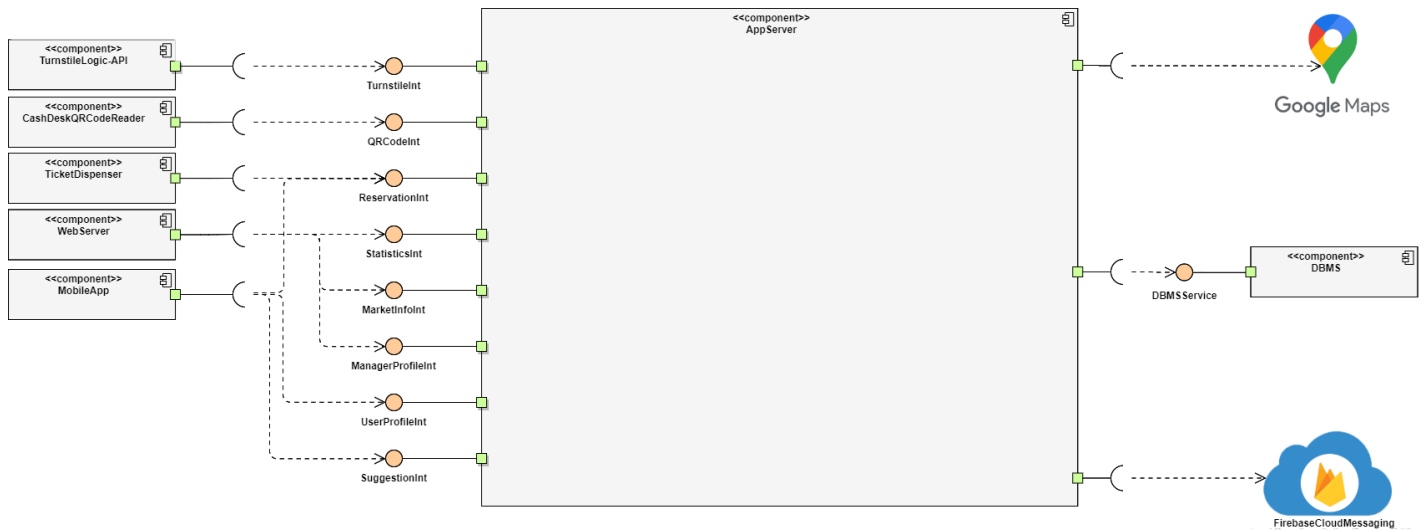 <<component>>
AppServer
<<component>>
TurnstileLogic-API
TurnstileInt
Google Maps
<<component>>
CashDeskQRCodeReader
QRCodeInt
<<component>>
TicketDispenser
ReservationInt
<<component>>
WebServer
StatisticsInt
<<component>>
MobileApp
MarketInfoInt
<<component>>
DBMS
DBMSService
ManagerProfileInt
UserProfileInt
SuggestionInt
FirebaseCloudMessaging